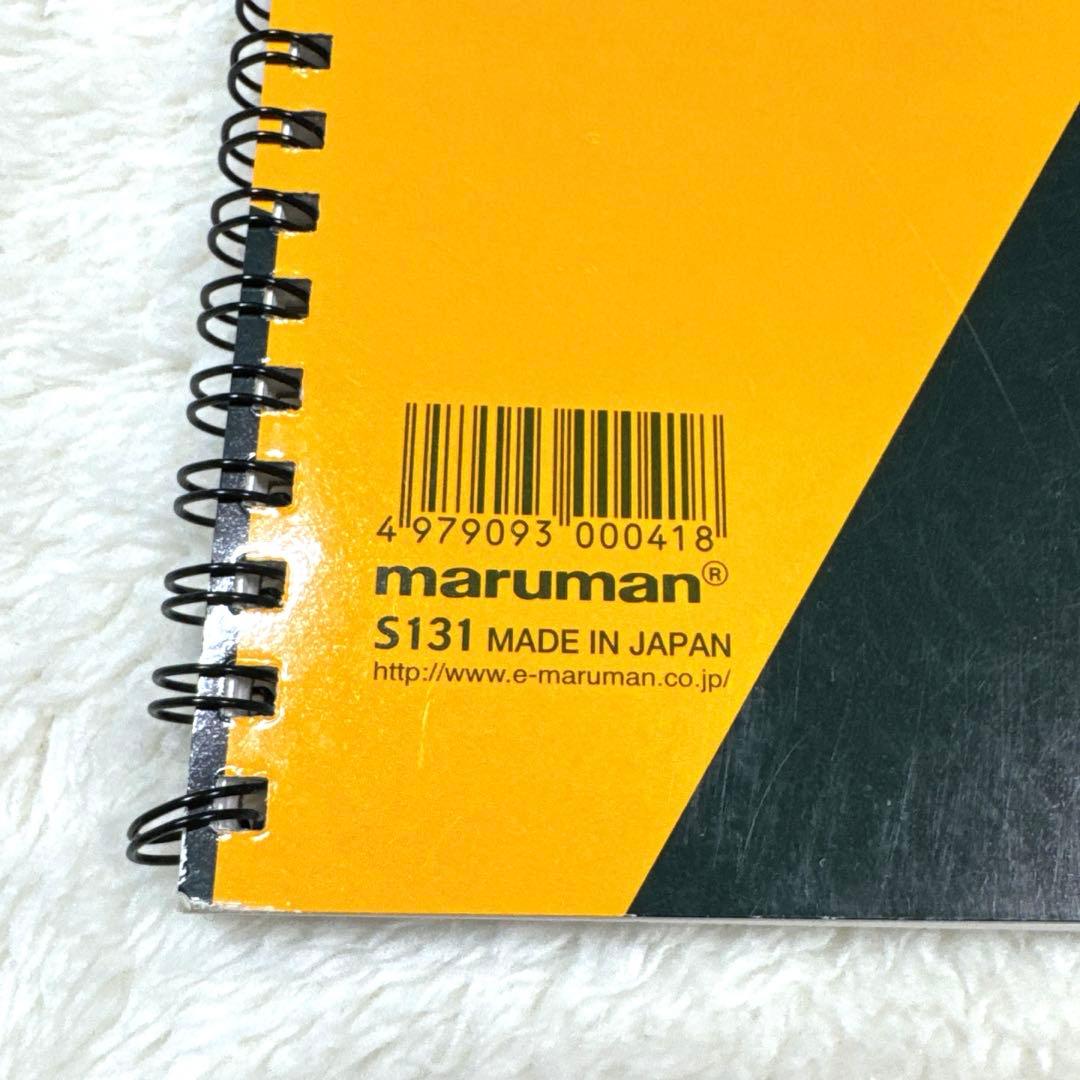 4 979093 000418
maruman®
S131 MADE IN JAPAN
http://www.e-maruman.co.jp/